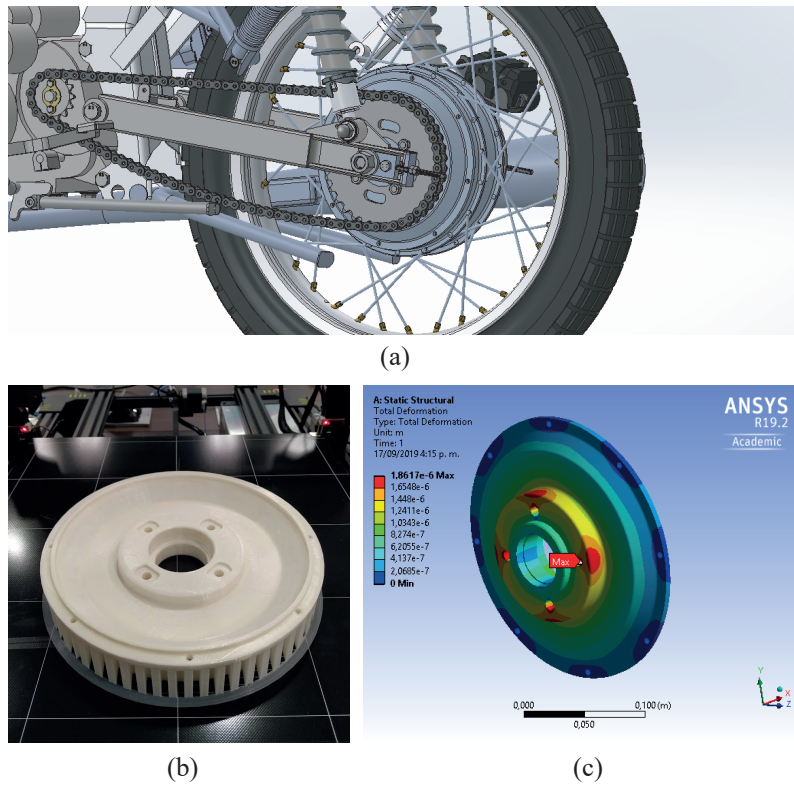 (a)
A: Static Structural
Total Deformation
Type: Total Deformation
Unit: m
Time: 1
17/09/2019 4:15 p. m.
1,8617e-6 Max
1,6548e-6
1,448e-6
1,2411e-6
1,0343e-6
8,274e-7
6,2055e-7
4,137e-7
2,0685e-7
0 Min
ANSYS
R19.2
Academic
Max
0,000
0,100 (m)
0,050
Y
X
Z
(b)
(c)